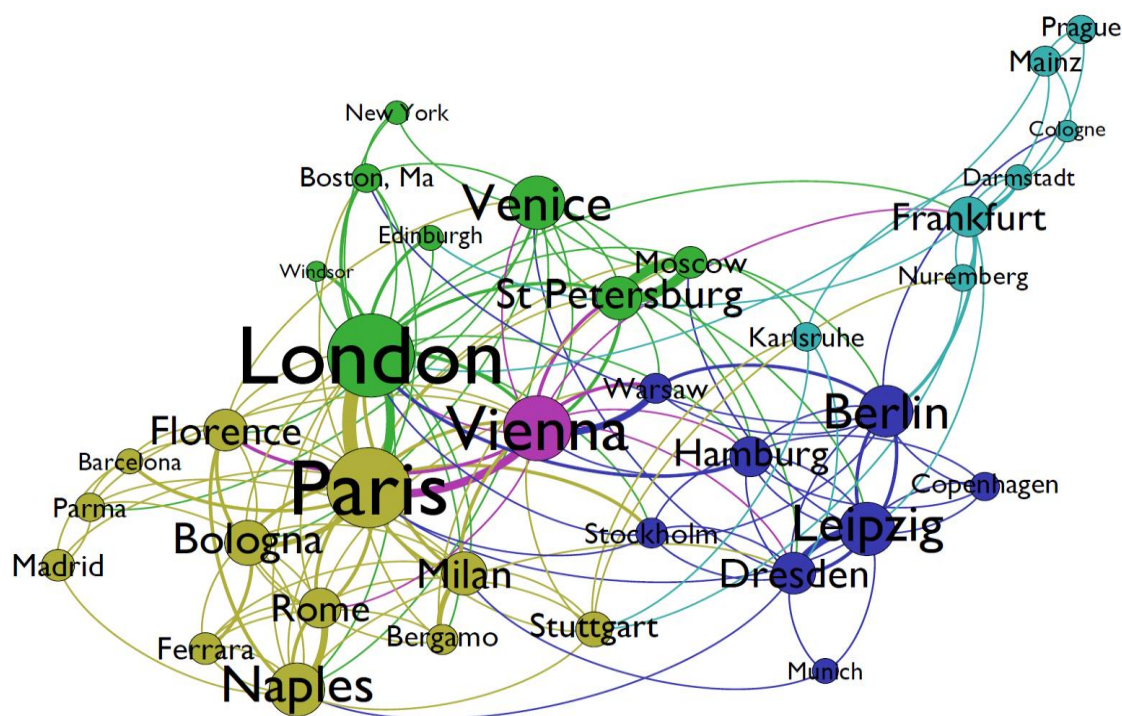 Prague
Mainz
New York
Cologne
Boston, Ma
Darmstadt
Venice
Frankfurt
Edinburgh
Windsor
Moscow
Nuremberg
St Petersburg
Karlsruhe
London
Warsaw
Berlin
Florence
Vienna
Hamburg
Barcelona
Copenhagen
Paris
Parma
Leipzig
Bologna
Stockholm
Madrid
Milan
Dresden
Rome
Stuttgart
Bergamo
Ferrara
Munich
Naples